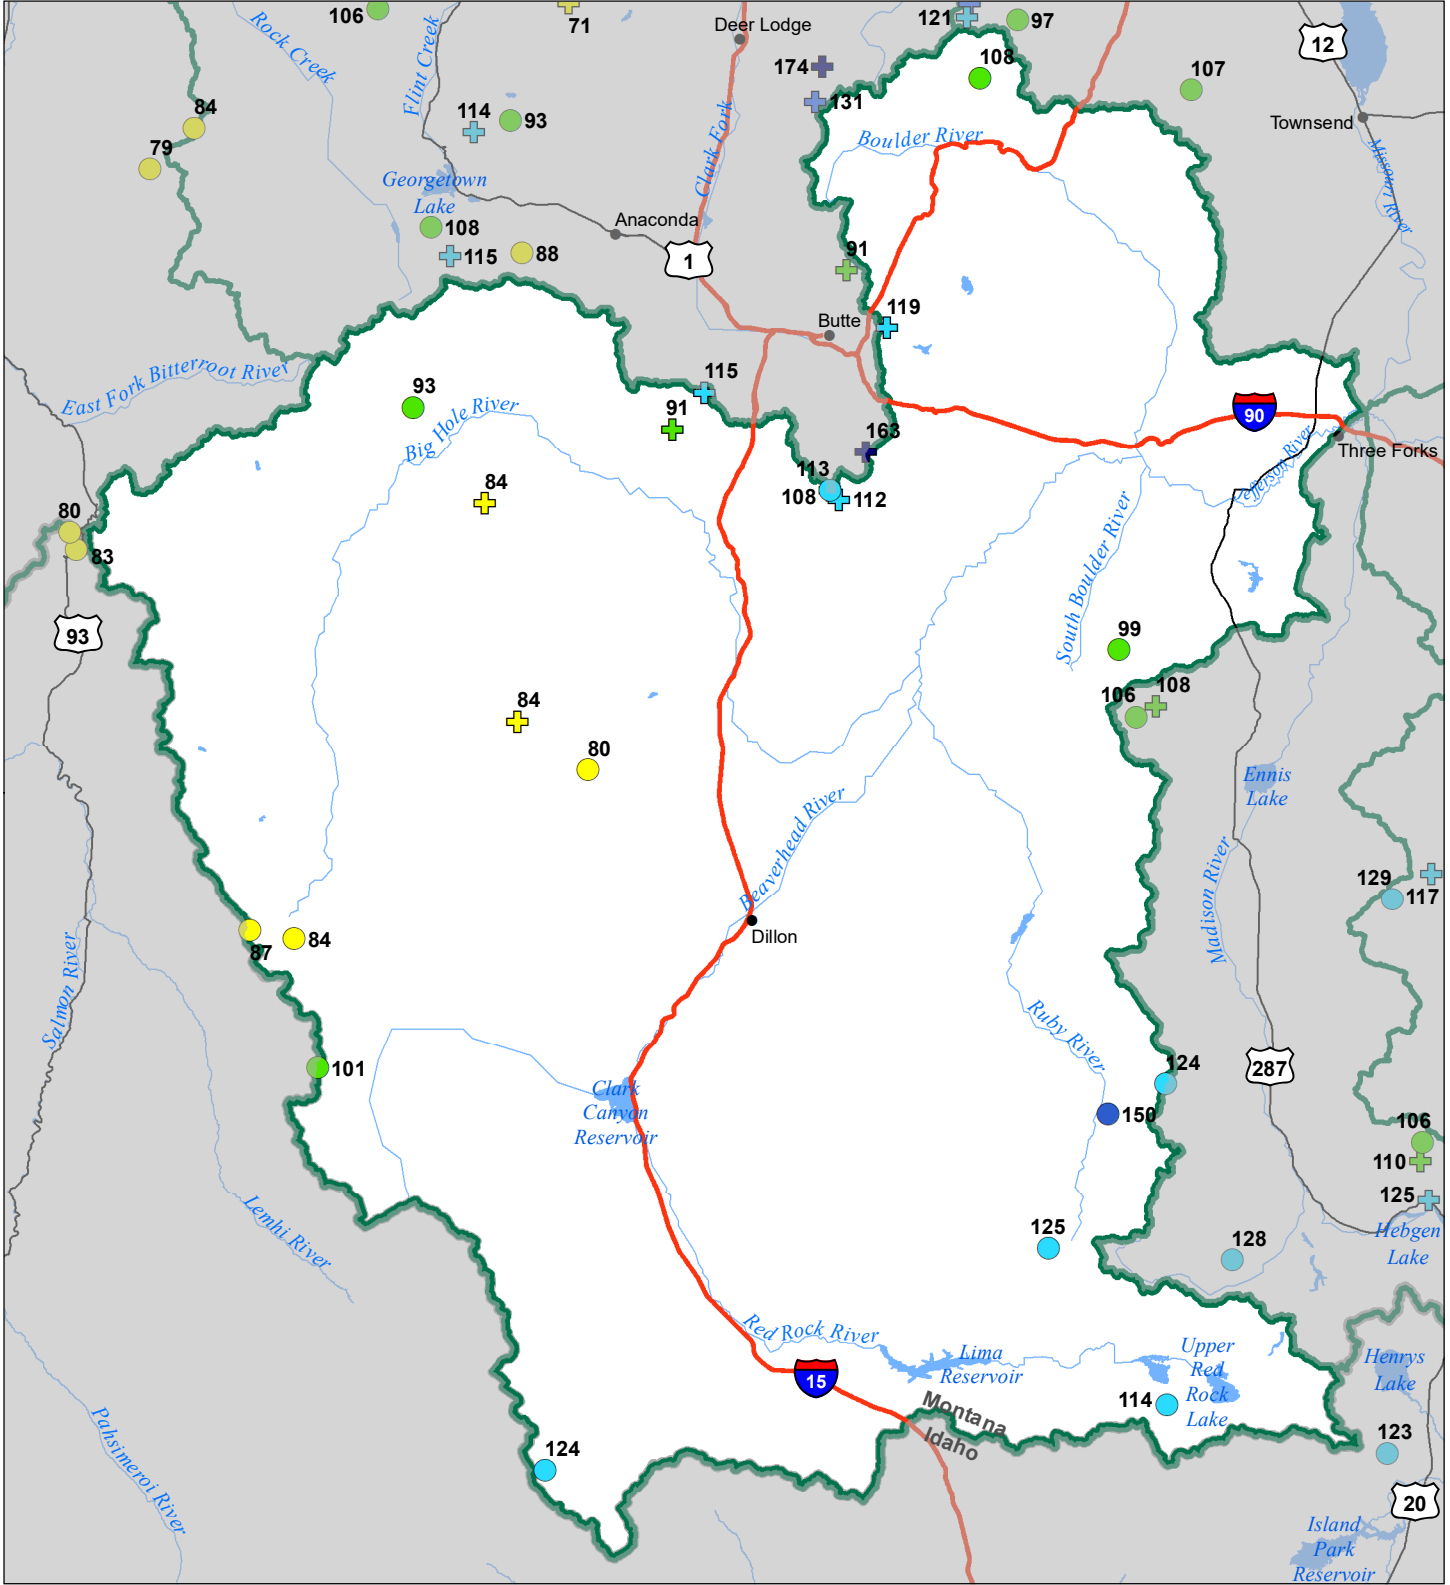 106
71
Rock Creek
Flint Creek
Deer Lodge
121
97
12
174
131
108
107
84
79
114
93
Clark Fork
Boulder River
Townsend
Missouri River
Georgetown
Lake
108
115
88
Anaconda
1
91
119
Butte
East Fork Bitterroot River
93
Big Hole River
115
91
84
163
113
108
112
90
Three Forks
Jefferson River
80
83
93
South Boulder River
99
106
108
84
80
Ennis
Lake
Beaverhead River
Madison River
129
117
Dillon
87
84
Salmon River
Ruby River
101
124
287
Clark
Canyon
Reservoir
150
106
110
125
Hebgen
Lake
Lemhi River
125
128
Red Rock River
Lima
Reservoir
Upper
Red
Rock
Lake
Henrys
Lake
15
Montana
Idaho
114
Pahsimeroi River
124
123
20
Island
Park
Reservoir